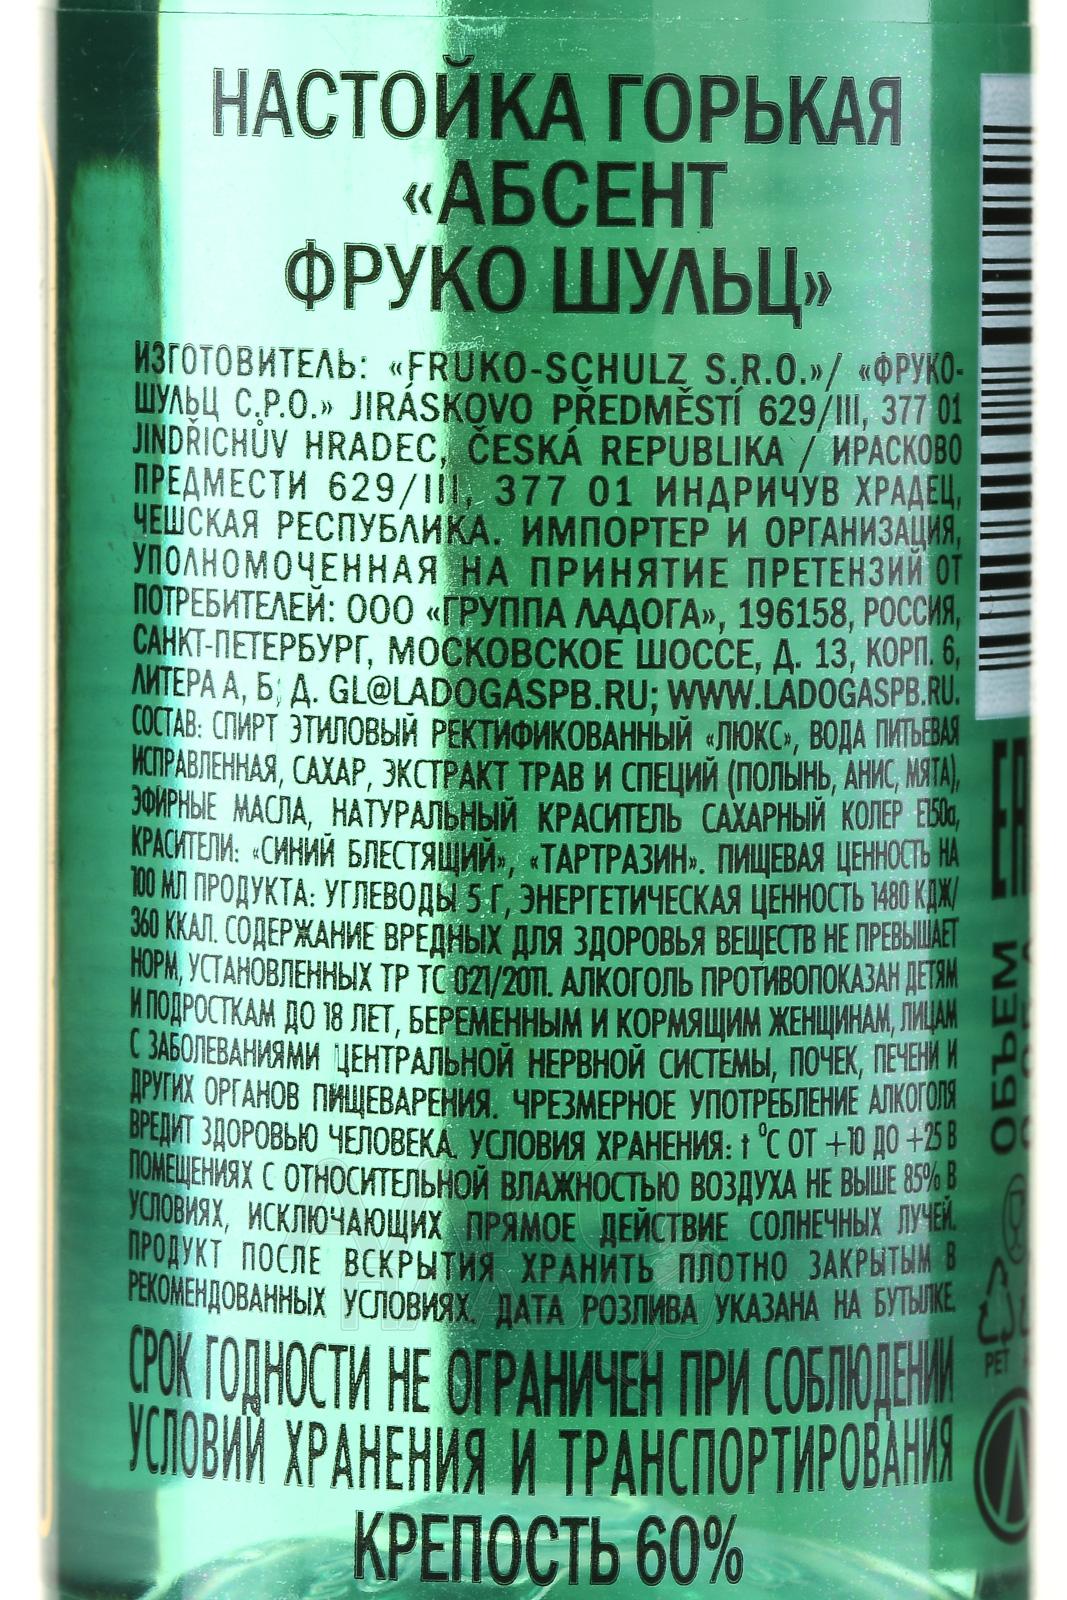 НАСТОЙКА ГОРЬКАЯ
«АБСЕНТ
ФРУКО ШУЛЬЦ»
ИЗГОТОВИТЕЛЬ: «FRUKO-SCHULZ S.R.O.»/ «ФРУКО-
ШУЛЬЦ С.Р.О.» JIRÁSKOVO PŘEDMĚSTÍ 629/III, 377 01
JINDŘICHŮV HRADEC, ČESKÁ REPUBLIKA / ИРАСКОВО
ПРЕДМЕСТИ 629/III, 377 01 ИНДРИЧУВ ХРАДЕЦ,
ЧЕШСКАЯ РЕСПУБЛИКА. ИМПОРТЕР И ОРГАНИЗАЦИЯ,
УПОЛНОМОЧЕННАЯ НА ПРИНЯТИЕ ПРЕТЕНЗИЙ ОТ
ПОТРЕБИТЕЛЕЙ: ООО «ГРУППА ЛАДОГА», 196158, РОССИЯ,
САНКТ-ПЕТЕРБУРГ, МОСКОВСКОЕ ШОССЕ, Д. 13, КОРП. 6,
ЛИТЕРА А, Б; Д. GL@LADOGASPB.RU; WWW.LADOGASPB.RU.
СОСТАВ: СПИРТ ЭТИЛОВЫЙ РЕКТИФИКОВАННЫЙ «ЛЮКС», ВОДА ПИТЬЕВАЯ
ИСПРАВЛЕННАЯ, САХАР, ЭКСТРАКТ ТРАВ И СПЕЦИЙ (ПОЛЫНЬ, АНИС, МЯТА),
ЭФИРНЫЕ МАСЛА, НАТУРАЛЬНЫЙ КРАСИТЕЛЬ САХАРНЫЙ КОЛЕР Е150а,
КРАСИТЕЛИ: «СИНИЙ БЛЕСТЯЩИЙ», «ТАРТРАЗИН». ПИЩЕВАЯ ЦЕННОСТЬ НА
100 МЛ ПРОДУКТА: УГЛЕВОДЫ 5 Г, ЭНЕРГЕТИЧЕСКАЯ ЦЕННОСТЬ 1480 КДЖ/
360 ККАЛ. СОДЕРЖАНИЕ ВРЕДНЫХ ДЛЯ ЗДОРОВЬЯ ВЕЩЕСТВ НЕ ПРЕВЫШАЕТ
НОРМ, УСТАНОВЛЕННЫХ ТР ТС 021/2011. АЛКОГОЛЬ ПРОТИВОПОКАЗАН ДЕТЯМ
И ПОДРОСТКАМ ДО 18 ЛЕТ, БЕРЕМЕННЫМ И КОРМЯЩИМ ЖЕНЩИНАМ, ЛИЦАМ
С ЗАБОЛЕВАНИЯМИ ЦЕНТРАЛЬНОЙ НЕРВНОЙ СИСТЕМЫ, ПОЧЕК, ПЕЧЕНИ И
ДРУГИХ ОРГАНОВ ПИЩЕВАРЕНИЯ. ЧРЕЗМЕРНОЕ УПОТРЕБЛЕНИЕ АЛКОГОЛЯ
ВРЕДИТ ЗДОРОВЬЮ ЧЕЛОВЕКА. УСЛОВИЯ ХРАНЕНИЯ: t °С ОТ +10 ДО +25 В
ПОМЕЩЕНИЯХ С ОТНОСИТЕЛЬНОЙ ВЛАЖНОСТЬЮ ВОЗДУХА НЕ ВЫШЕ 85% В
УСЛОВИЯХ, ИСКЛЮЧАЮЩИХ ПРЯМОЕ ДЕЙСТВИЕ СОЛНЕЧНЫХ ЛУЧЕЙ.
ПРОДУКТ ПОСЛЕ ВСКРЫТИЯ ХРАНИТЬ ПЛОТНО ЗАКРЫТЫМ В
РЕКОМЕНДОВАННЫХ УСЛОВИЯХ. ДАТА РОЗЛИВА УКАЗАНА НА БУТЫЛКЕ.
СРОК ГОДНОСТИ НЕ ОГРАНИЧЕН ПРИ СОБЛЮДЕНИИ
УСЛОВИЙ ХРАНЕНИЯ И ТРАНСПОРТИРОВАНИЯ
КРЕПОСТЬ 60%
ОБЪЕМ
PET